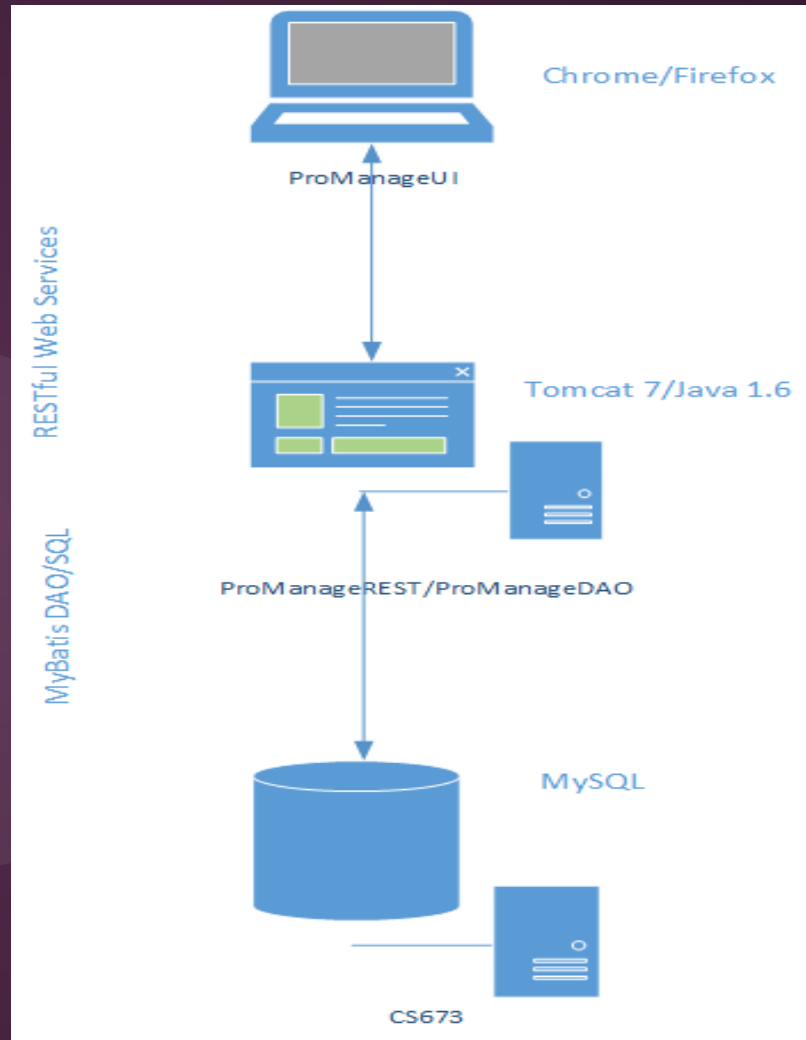 Chrome/Firefox
ProManageUI
RESTful Web Services
Tomcat 7/Java 1.6
MyBatis DAO/SQL
ProManageREST/ProManageDAO
MySQL
CS673